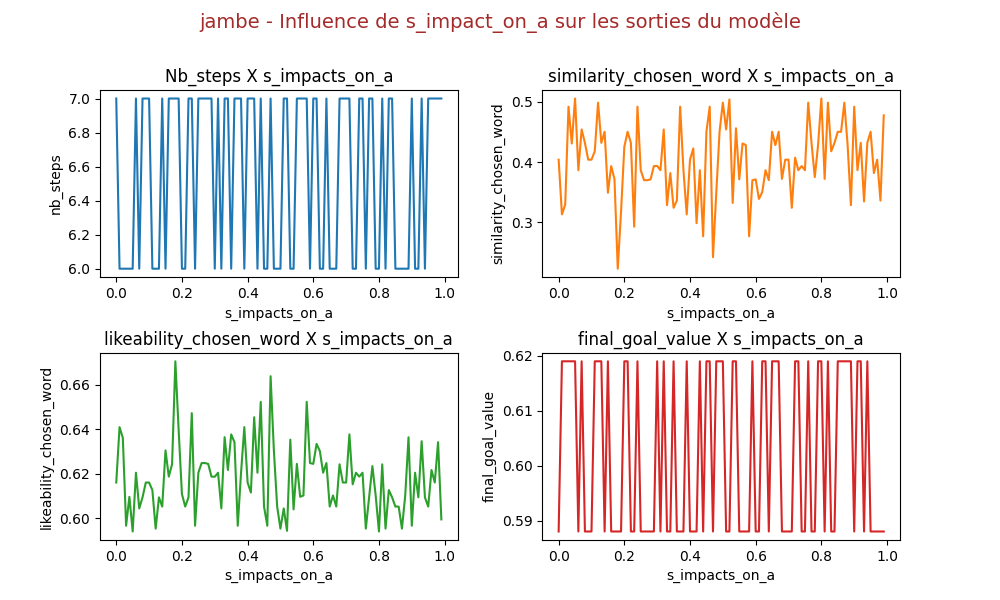 jambe - Influence de s_impact_on_a sur les sorties du modèle
Nb_steps X s_impacts_on_a
similarity_chosen_word X s_impacts_on_a
7.0
6.8
6.6
6.4
6.2
6.0
nb_steps
0.0 0.2 0.4 0.6 0.8 1.0
s_impacts_on_a
0.5
0.4
0.3
similarity_chosen_word
0.0 0.2 0.4 0.6 0.8 1.0
s_impacts_on_a
likeability_chosen_word X s_impacts_on_a
final_goal_value X s_impacts_on_a
0.66
0.64
0.62
0.60
likeability_chosen_word
0.0 0.2 0.4 0.6 0.8 1.0
s_impacts_on_a
0.62
0.61
0.60
0.59
final_goal_value
0.0 0.2 0.4 0.6 0.8 1.0
s_impacts_on_a